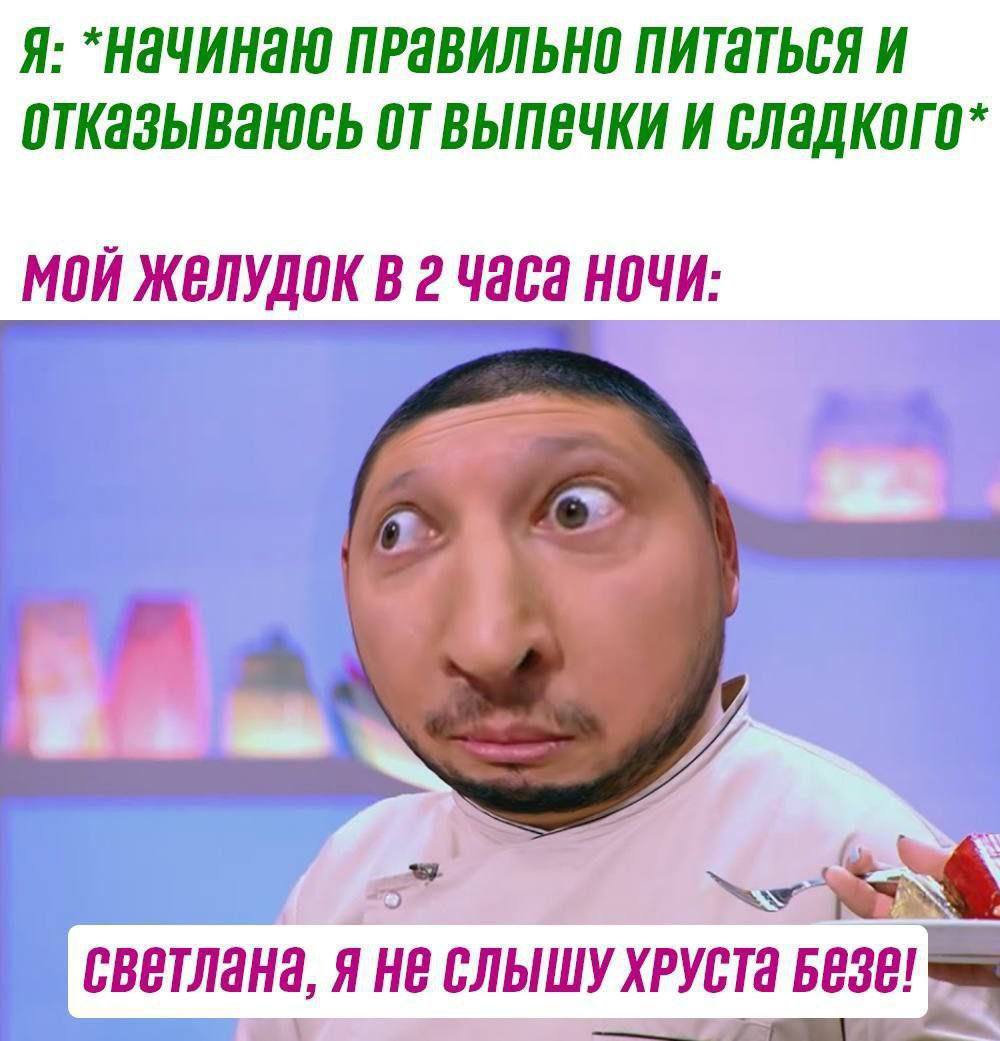 Я: *начинаю правильно питаться и
отказываюсь от выпечки и сладкого*
мой желудок в 2 часа ночи:
светлана, я не слышу хруста безе!